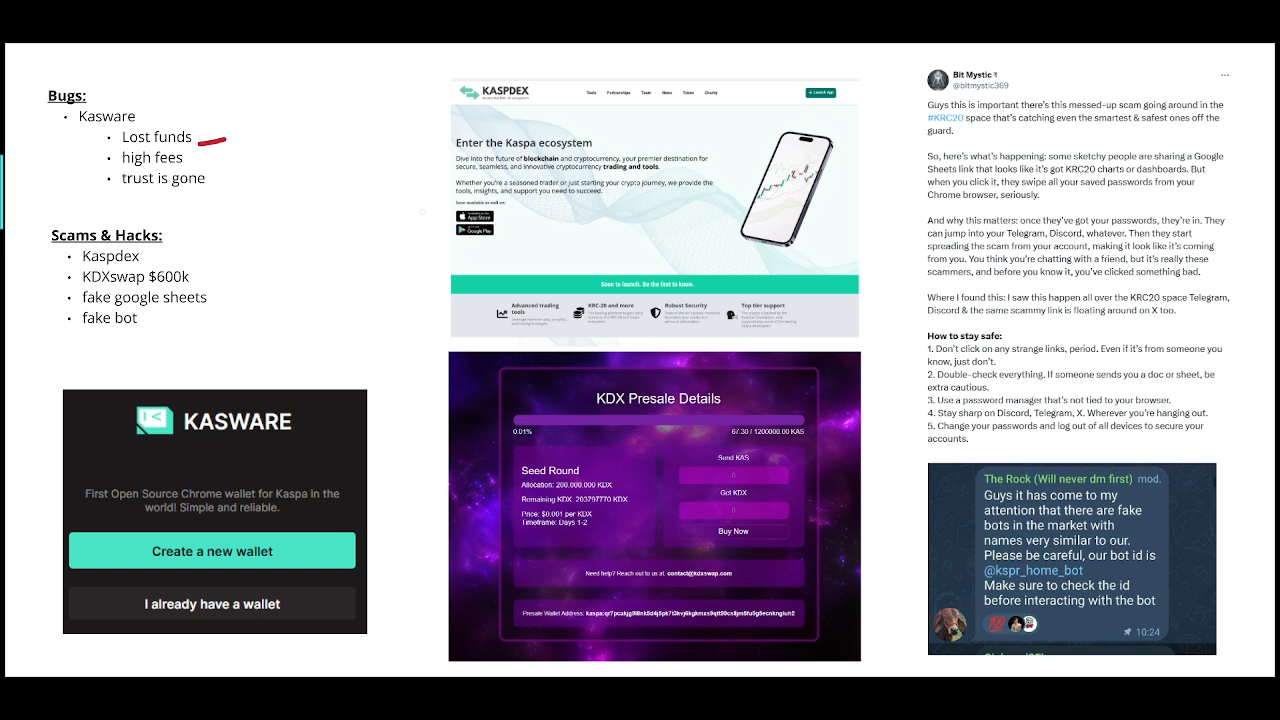 Bugs:
Kasware
Lost funds
high fees
trust is gone
Scams & Hacks:
Kaspdex
KDXswap $600k
fake google sheets
fake bot
KASWARE
First Open Source Chrome wallet for Kaspa in the
world! Simple and reliable.
Create a new wallet
I already have a wallet
KASPDEX
Tools Partnerships Team News Token Charity
Launch App
Enter the Kaspa ecosystem
Dive into the future of blockchain and cryptocurrency, your premier destination for
secure, seamless, and innovative cryptocurrency trading and tools.
Whether you're a seasoned trader or just starting your crypto journey, we provide the
tools, insights, and support you need to succeed.
Soon available as well on:
App Store
Google Play
Soon to launch. Be the first to know.
Advanced trading
tools
KRC-20 and more
Robust Security
Top tier support
KDX Presale Details
0.01%
67.30 / 1200000.00 KAS
Seed Round
Allocation: 200.000.000 KDX
Remaining KDX: 203797770 KDX
Price: $0.001 per KDX
Timeframe: Days 1-2
Send KAS
0
Get KDX
0
Buy Now
Need help? Reach out to us at: contact@kdxswap.com
Presale Wallet Address:
Bit Mystic
@bitmystic369
Guys this is important there's this messed-up scam going around in the
#KRC20 space that's catching even the smartest & safest ones off the
guard.
So, here's what's happening: some sketchy people are sharing a Google
Sheets link that looks like it's got KRC20 charts or dashboards. But
when you click it, they swipe all your saved passwords from your
Chrome browser, seriously.
And why this matters: once they've got your passwords, they're in. They
can jump into your Telegram, Discord, whatever. Then they start
spreading the scam from your account, making it look like it's coming
from you. You think you're chatting with a friend, but it's really these
scammers, and before you know it, you've clicked something bad.
Where I found this: I saw this happen all over the KRC20 space Telegram,
Discord & the same scammy link is floating around on X too.
How to stay safe:
1. Don't click on any strange links, period. Even if it's from someone you
know, just don't.
2. Double-check everything. If someone sends you a doc or sheet, be
extra cautious.
3. Use a password manager that's not tied to your browser.
4. Stay sharp on Discord, Telegram, X. Wherever you're hanging out.
5. Change your passwords and log out of all devices to secure your
accounts.
The Rock (Will never dm first) mod.
Guys it has come to my
attention that there are fake
bots in the market with
names very similar to our.
Please be careful, our bot id is
@kspr_home_bot
Make sure to check the id
before interacting with the bot
10:24